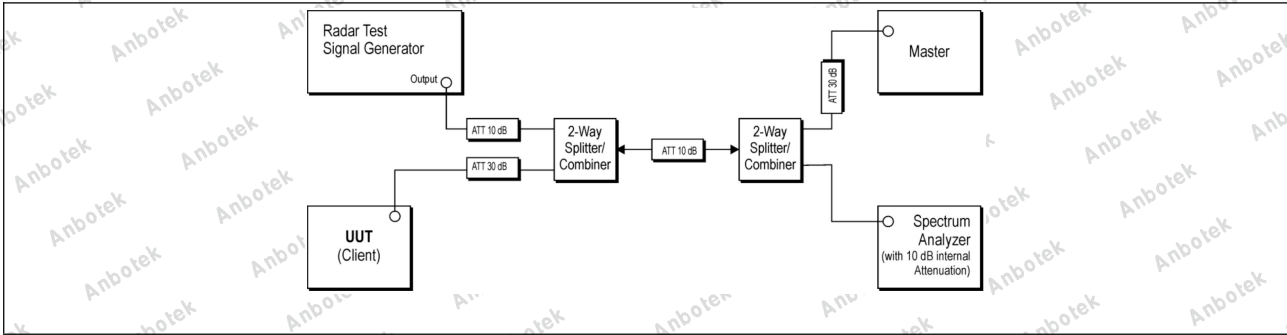 Radar Test
Signal Generator
Output
ATT 10 dB
ATT 30 dB
2-Way
Splitter/
Combiner
ATT 10 dB
2-Way
Splitter/
Combiner
ATT 30 dB
Master
UUT
(Client)
Spectrum
Analyzer
(with 10 dB internal
Attenuation)
Anbotek